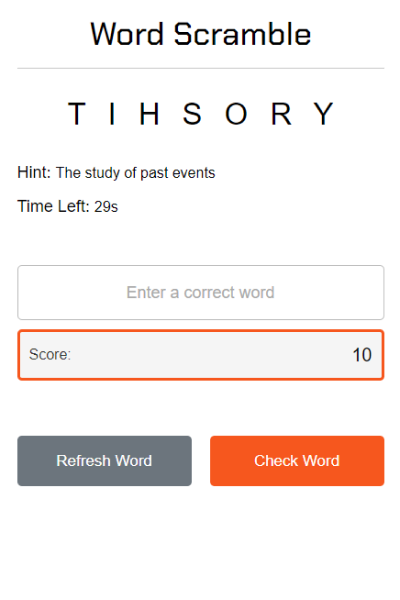 Word Scramble
T I H S O R Y
Hint: The study of past events
Time Left: 29s
Enter a correct word
Score: 10
Refresh Word Check Word